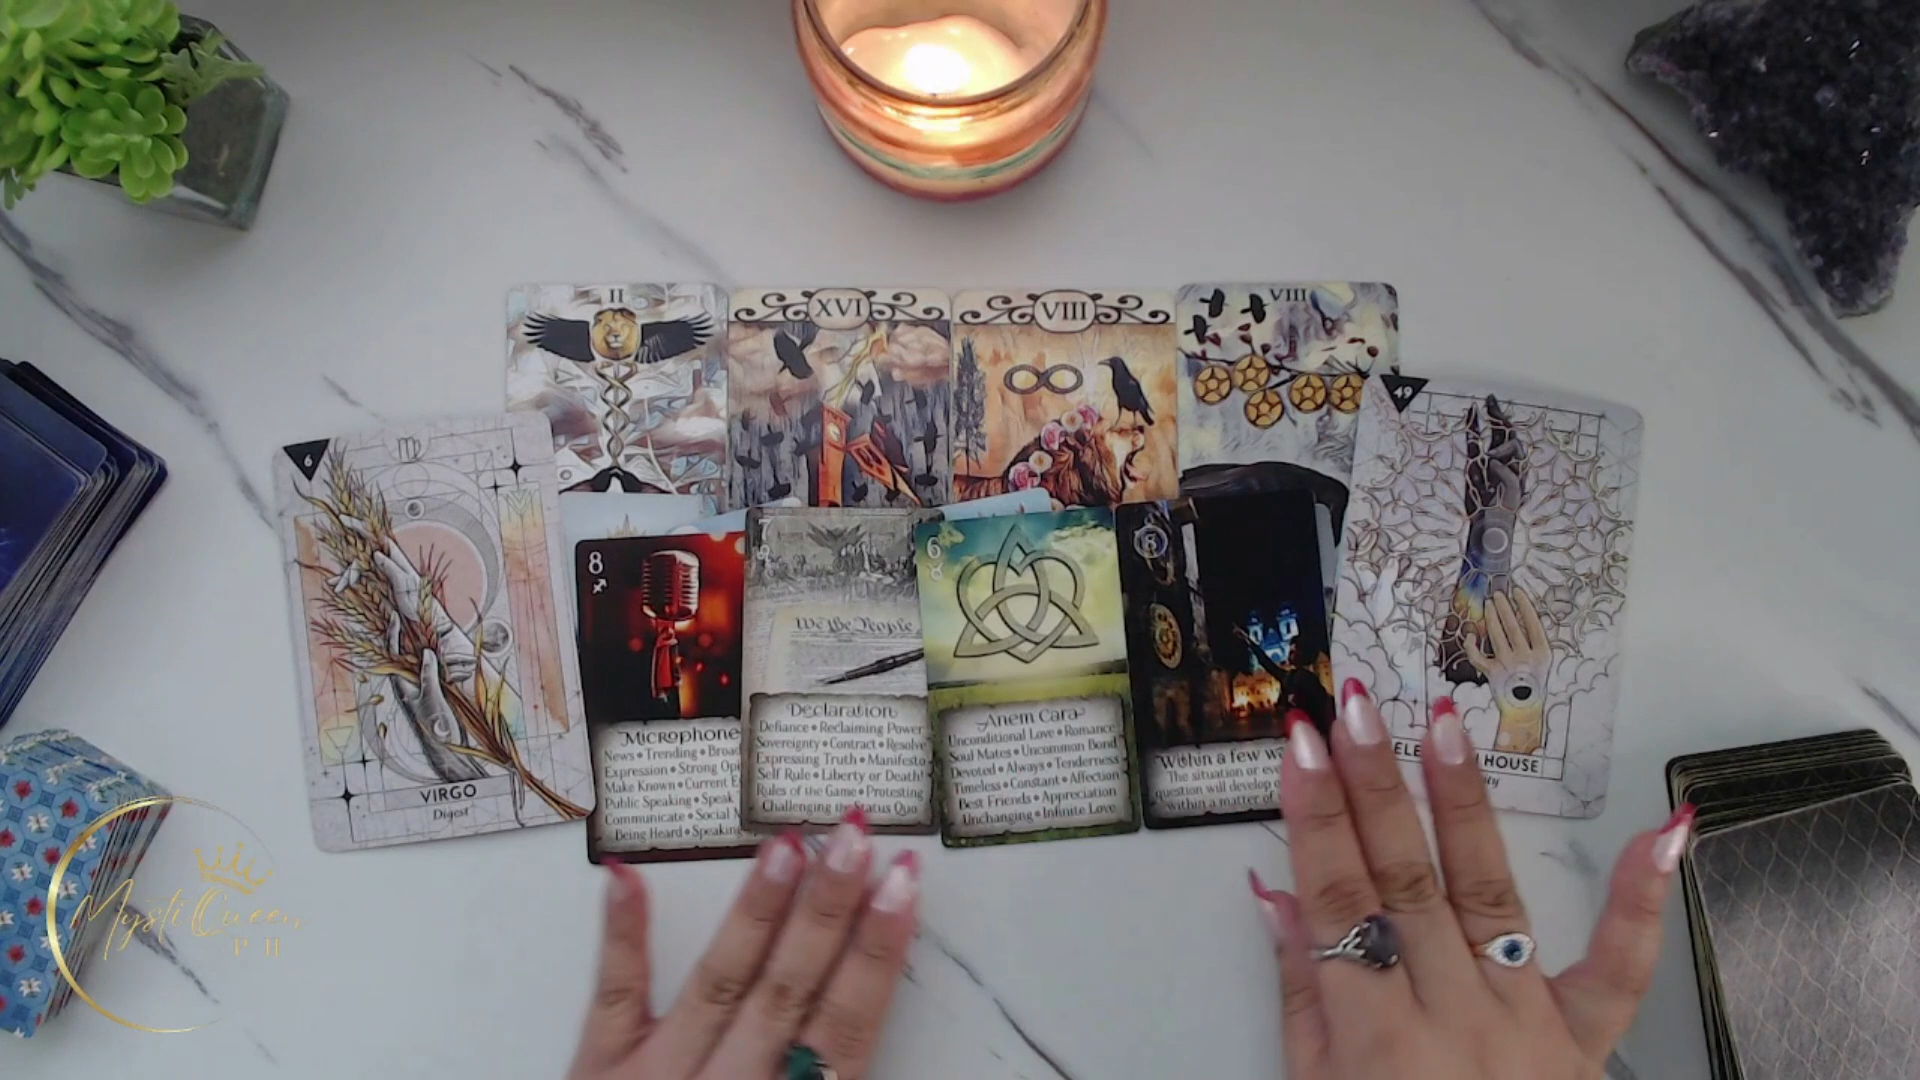 II
XVI
VIII
VIII
6
VIRGO
Digest
8
Microphone
News • Trending •
Expression • Strong
Make Known • Current
Public Speaking • Speak
Communicate • Social
Being Heard • Speaking
7
We the People
Declaration
Defiance • Reclaiming Power
Sovereignty • Contract • Resolve
Expressing Truth • Manifesto
Self Rule • Liberty or Death!
Rules of the Game • Protesting
Challenging the Status Quo
6
Anem Cara
Unconditional Love • Romance
Soul Mates • Uncommon Bond
Devoted • Always • Tenderness
Timeless • Constant • Affection
Best Friends • Appreciation
Unchanging • Infinite Love
8
Within a few
The situation or
question will develop
within a matter of
49
HOUSE
MystiQueen
PH